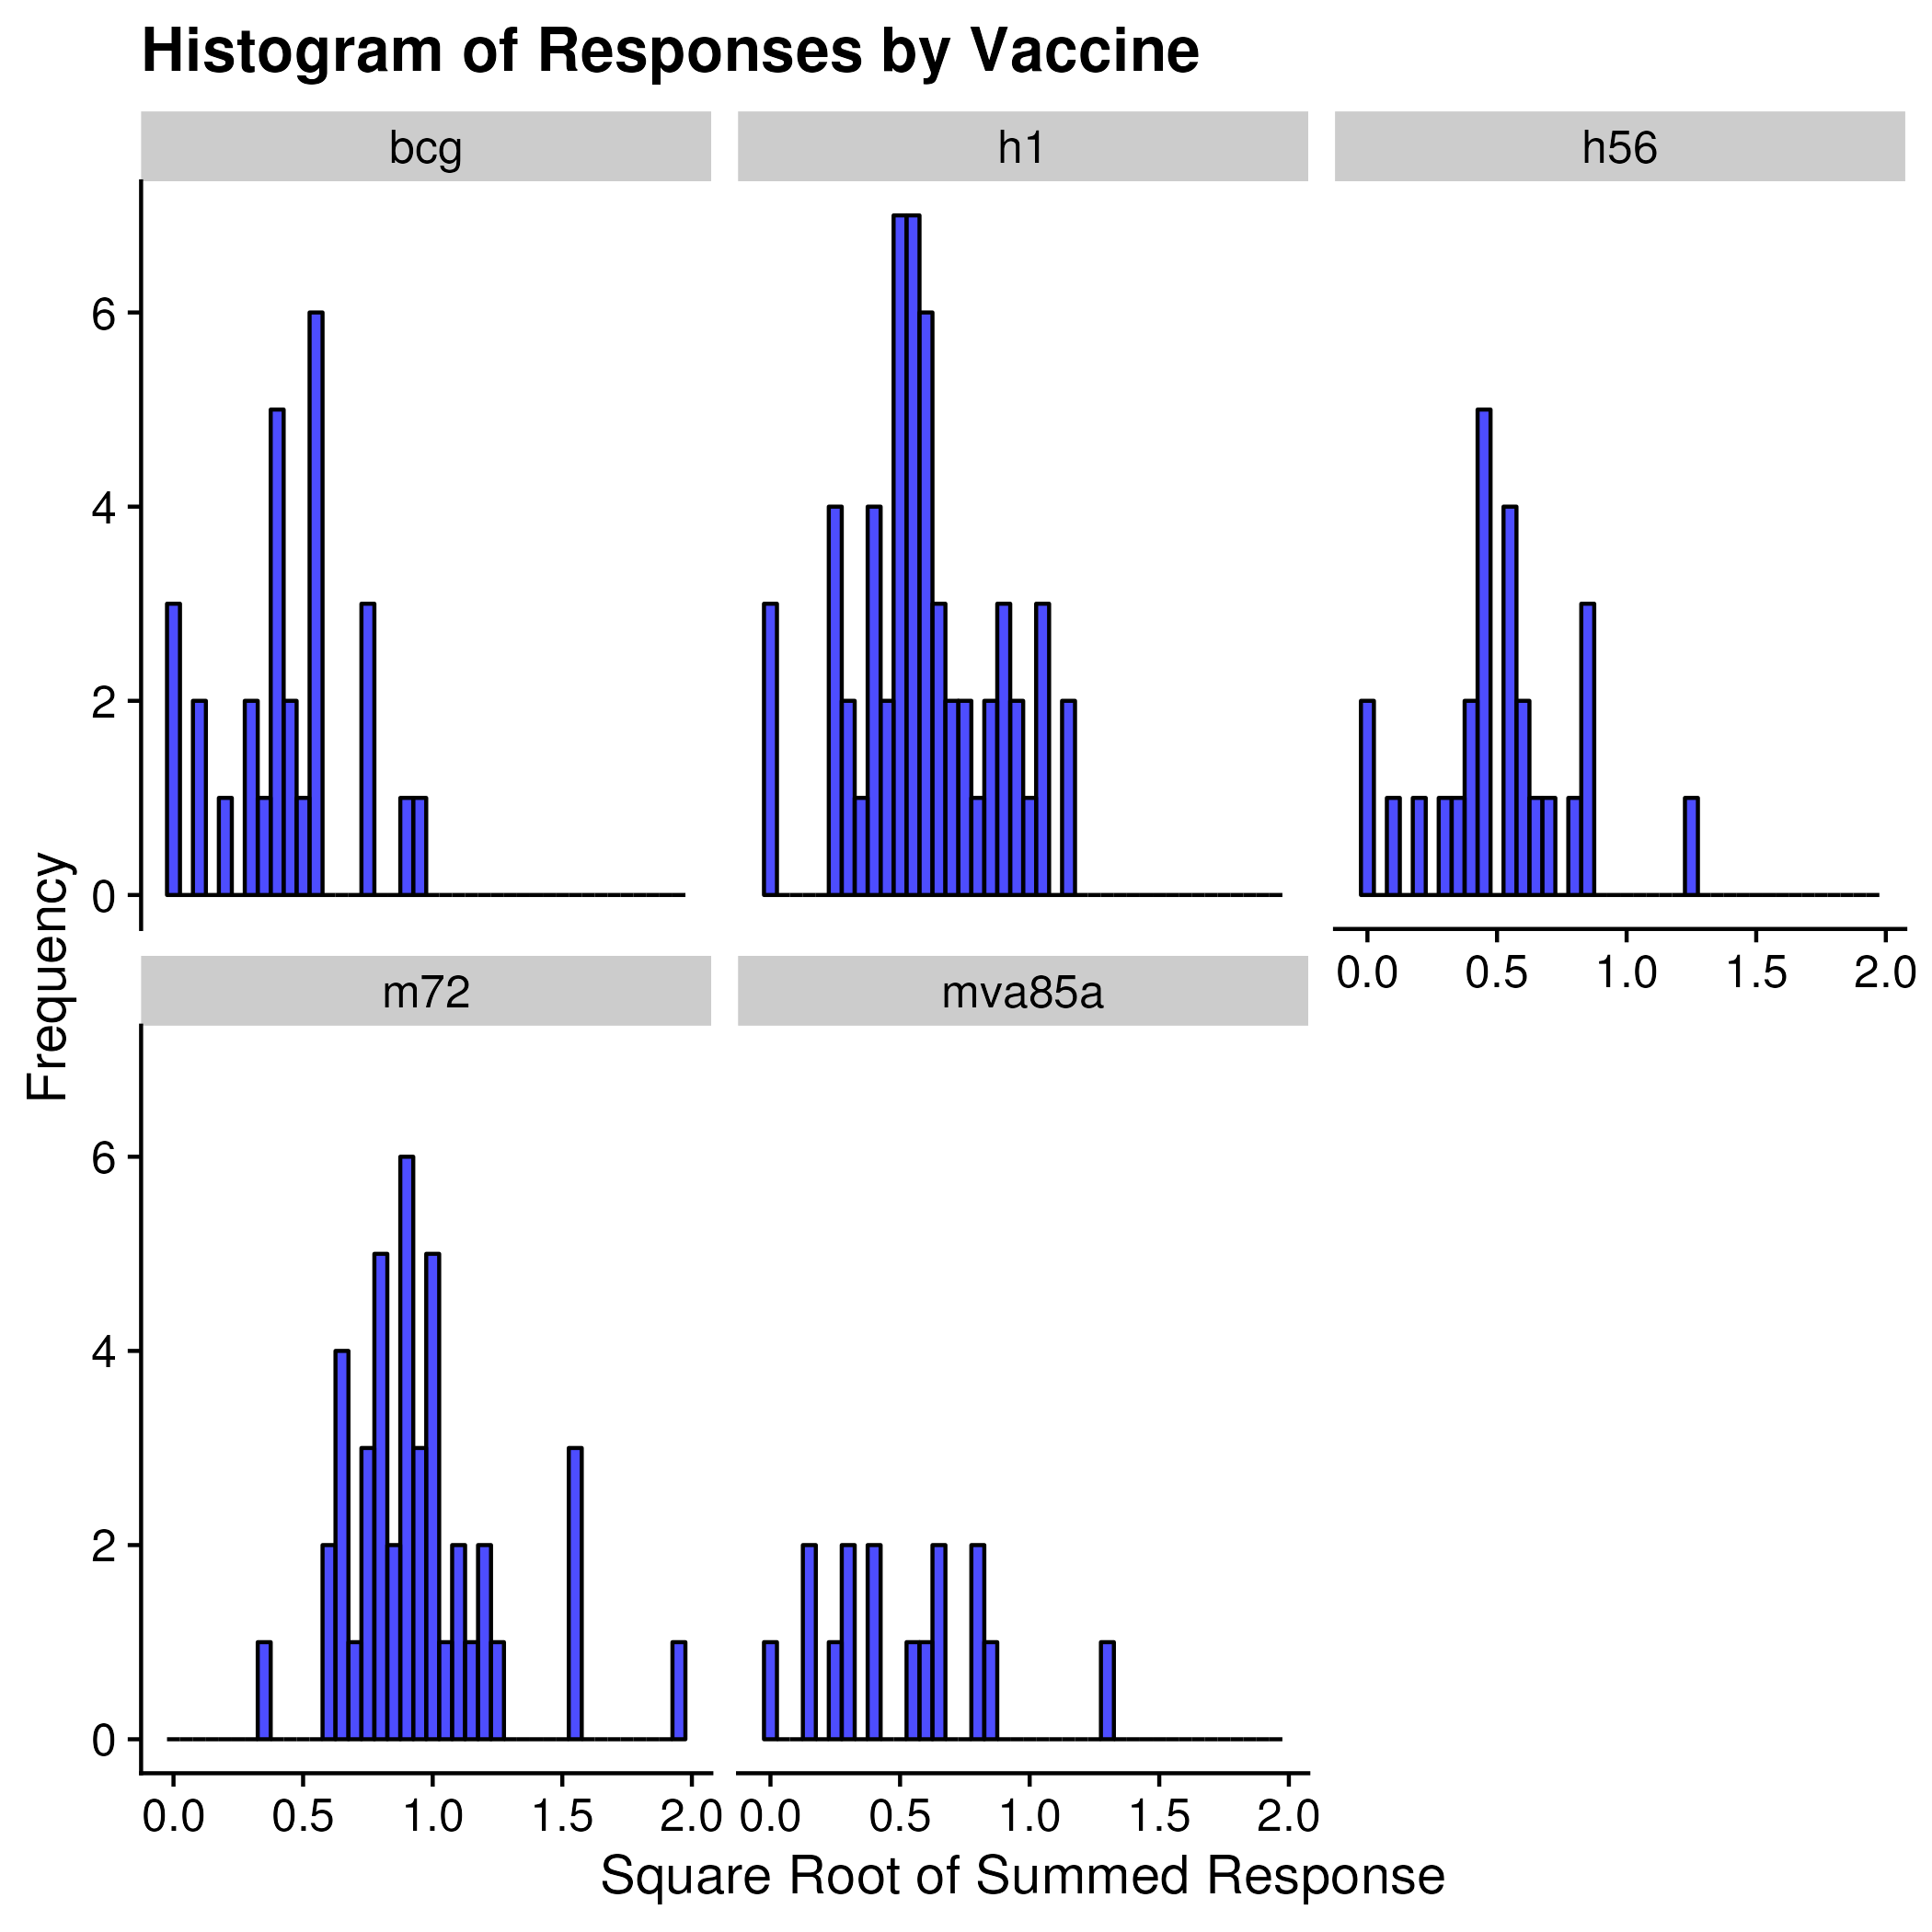 Histogram of Responses by Vaccine
bcg
h1
h56
6
4
2
0
0.0 0.5 1.0 1.5 2.0
Frequency
m72
mva85a
6
4
2
0
0.0 0.5 1.0 1.5 2.0
0.0 0.5 1.0 1.5 2.0
Square Root of Summed Response